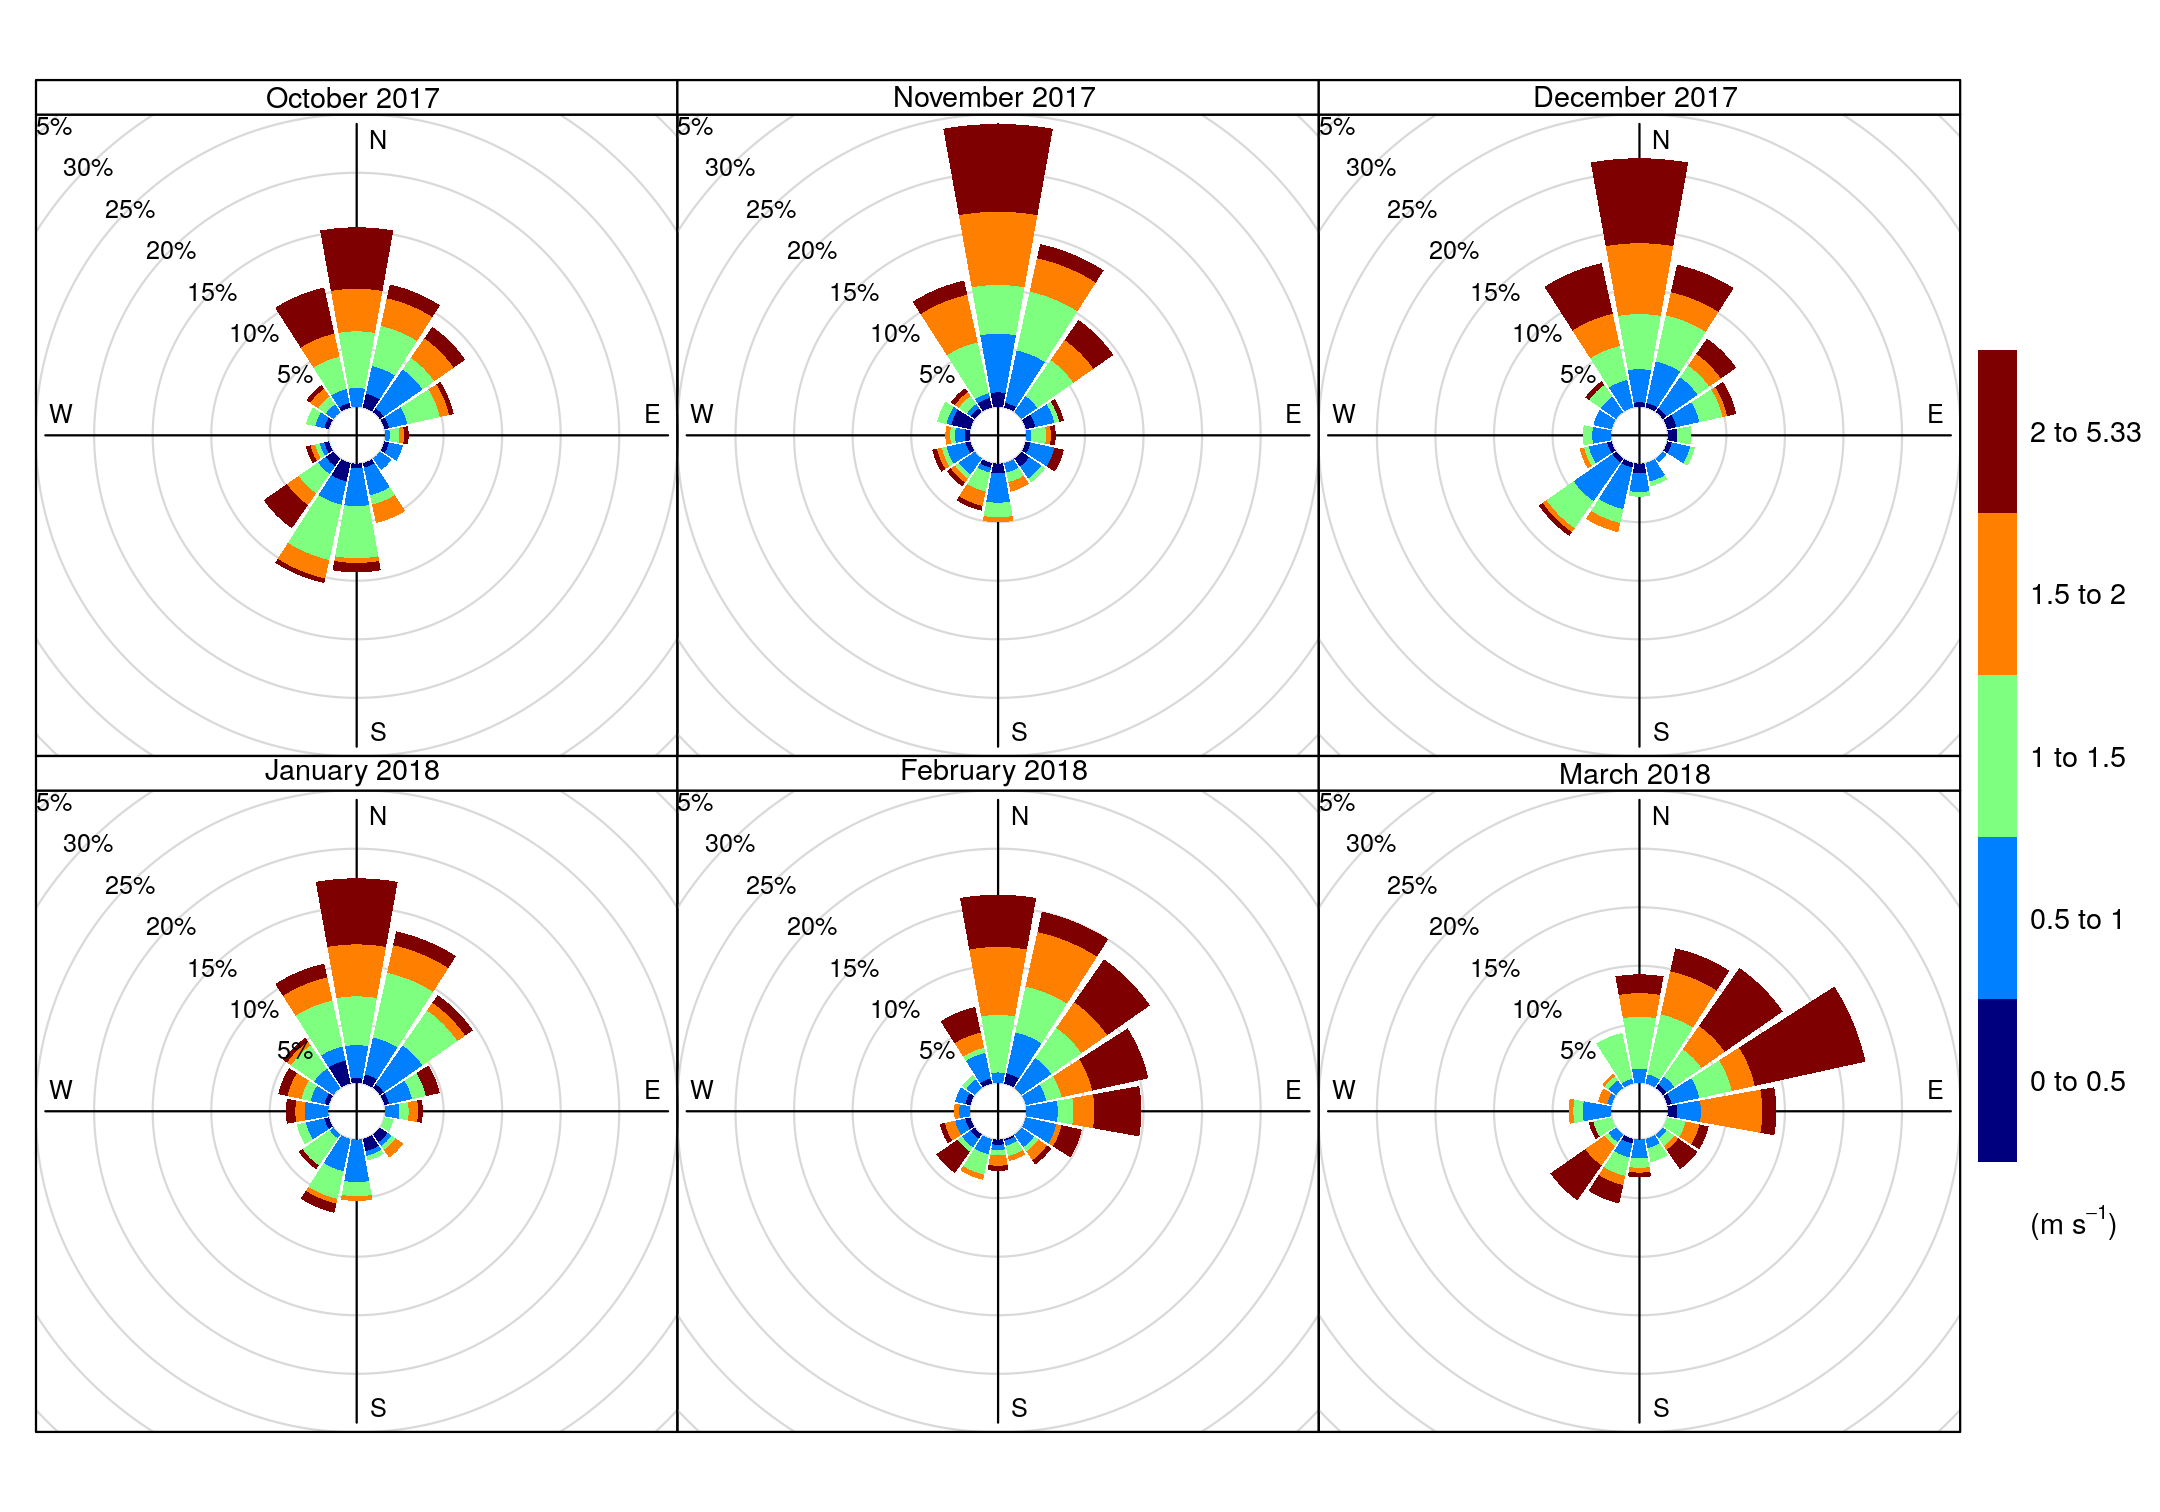 October 2017
November 2017
December 2017
5%
30%
25%
20%
15%
10%
5%
N
W
E
S
5%
30%
25%
20%
15%
10%
5%
W
E
S
5%
30%
25%
20%
15%
10%
5%
N
W
E
S
January 2018
February 2018
March 2018
5%
30%
25%
20%
15%
10%
5%
N
W
E
S
5%
30%
25%
20%
15%
10%
5%
N
W
E
S
5%
30%
25%
20%
15%
10%
5%
N
W
E
S
2 to 5.33
1.5 to 2
1 to 1.5
0.5 to 1
0 to 0.5
(m s⁻¹)